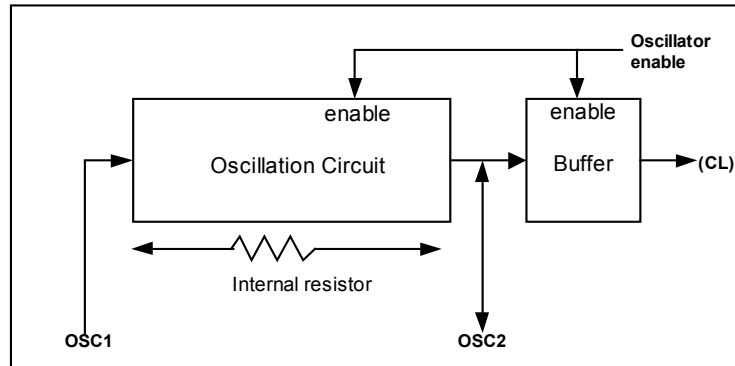 Oscillator
enable
enable
enable
Oscillation Circuit
Buffer
(CL)
Internal resistor
OSC1
OSC2